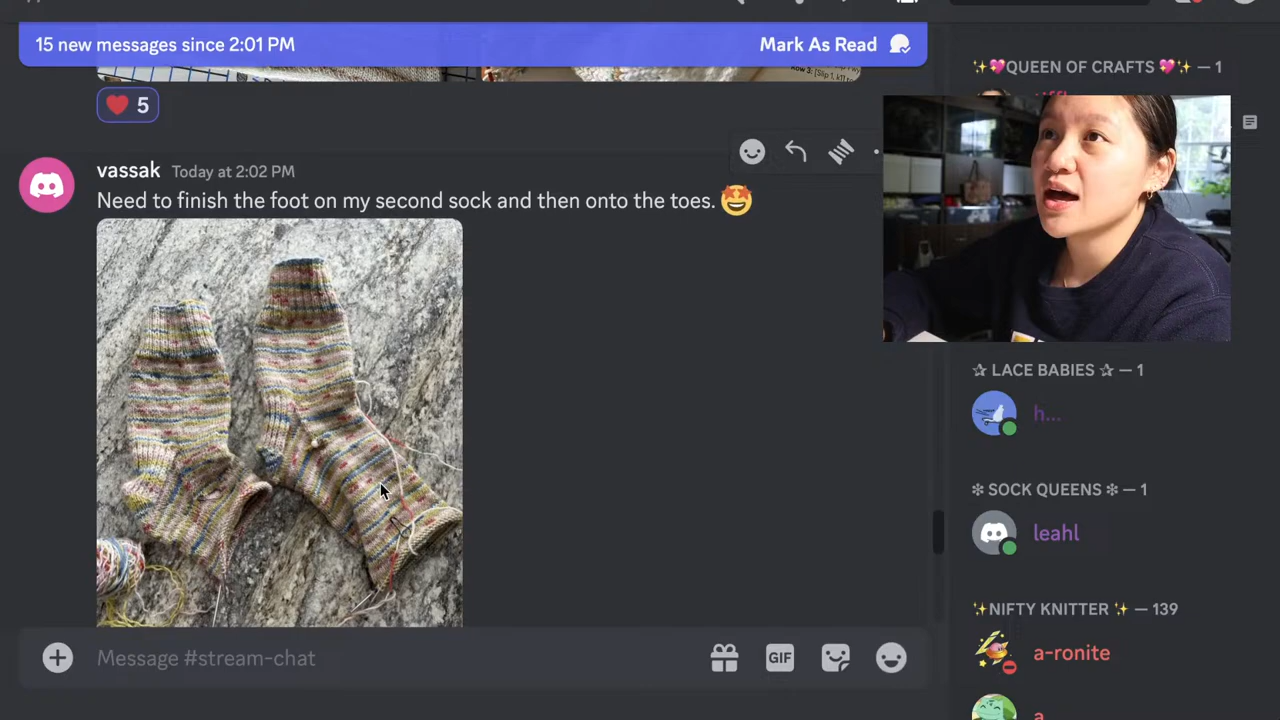 15 new messages since 2:01 PM
Mark As Read
✨💖QUEEN OF CRAFTS 💖✨ — 1
❤️ 5
vassak Today at 2:02 PM
Need to finish the foot on my second sock and then onto the toes. 🤩
✰ LACE BABIES ✰ — 1
h...
❄ SOCK QUEENS ❄ — 1
leahl
✨NIFTY KNITTER ✨ — 139
a-ronite
Message #stream-chat
GIF